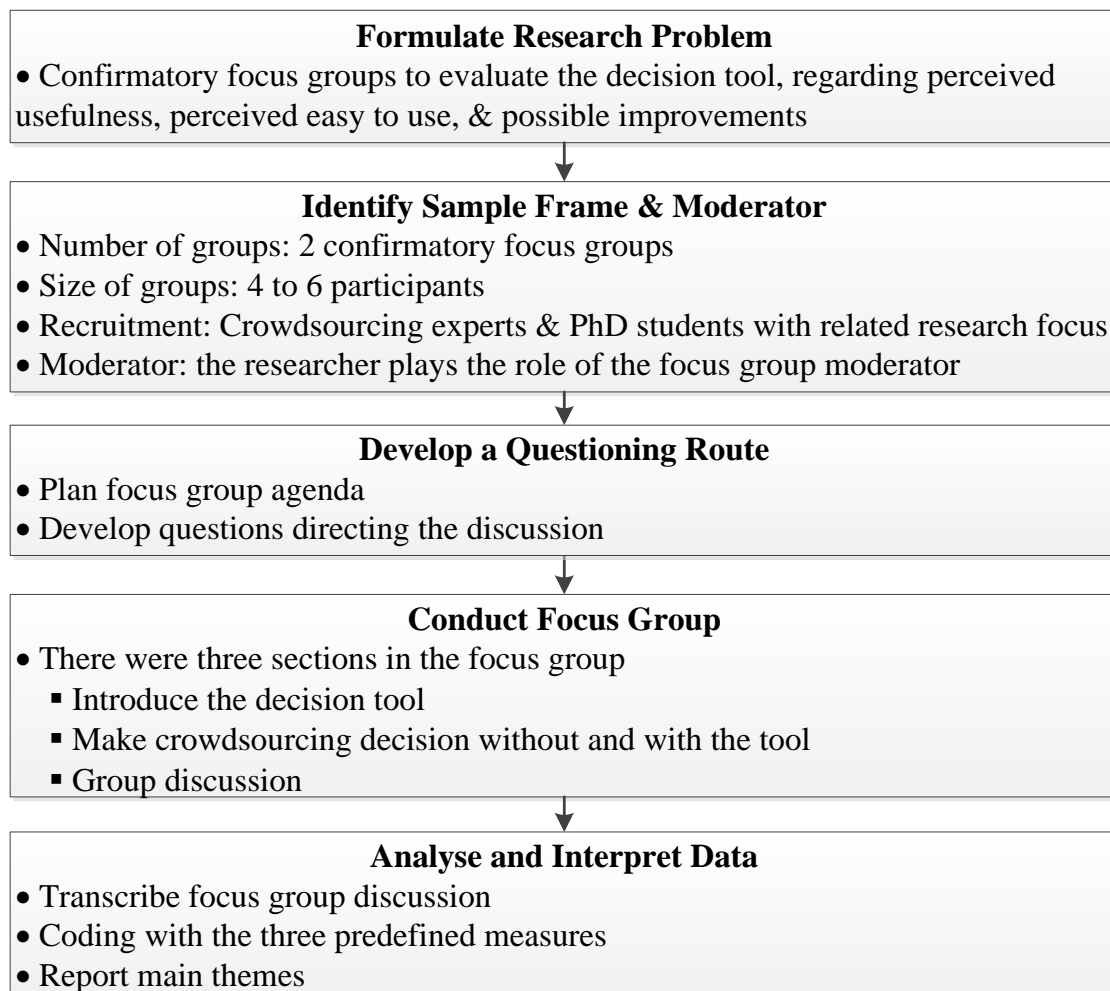 Formulate Research Problem
• Confirmatory focus groups to evaluate the decision tool, regarding perceived
usefulness, perceived easy to use, & possible improvements
Identify Sample Frame & Moderator
• Number of groups: 2 confirmatory focus groups
• Size of groups: 4 to 6 participants
• Recruitment: Crowdsourcing experts & PhD students with related research focus
• Moderator: the researcher plays the role of the focus group moderator
Develop a Questioning Route
• Plan focus group agenda
• Develop questions directing the discussion
Conduct Focus Group
• There were three sections in the focus group
▪ Introduce the decision tool
▪ Make crowdsourcing decision without and with the tool
▪ Group discussion
Analyse and Interpret Data
• Transcribe focus group discussion
• Coding with the three predefined measures
• Report main themes